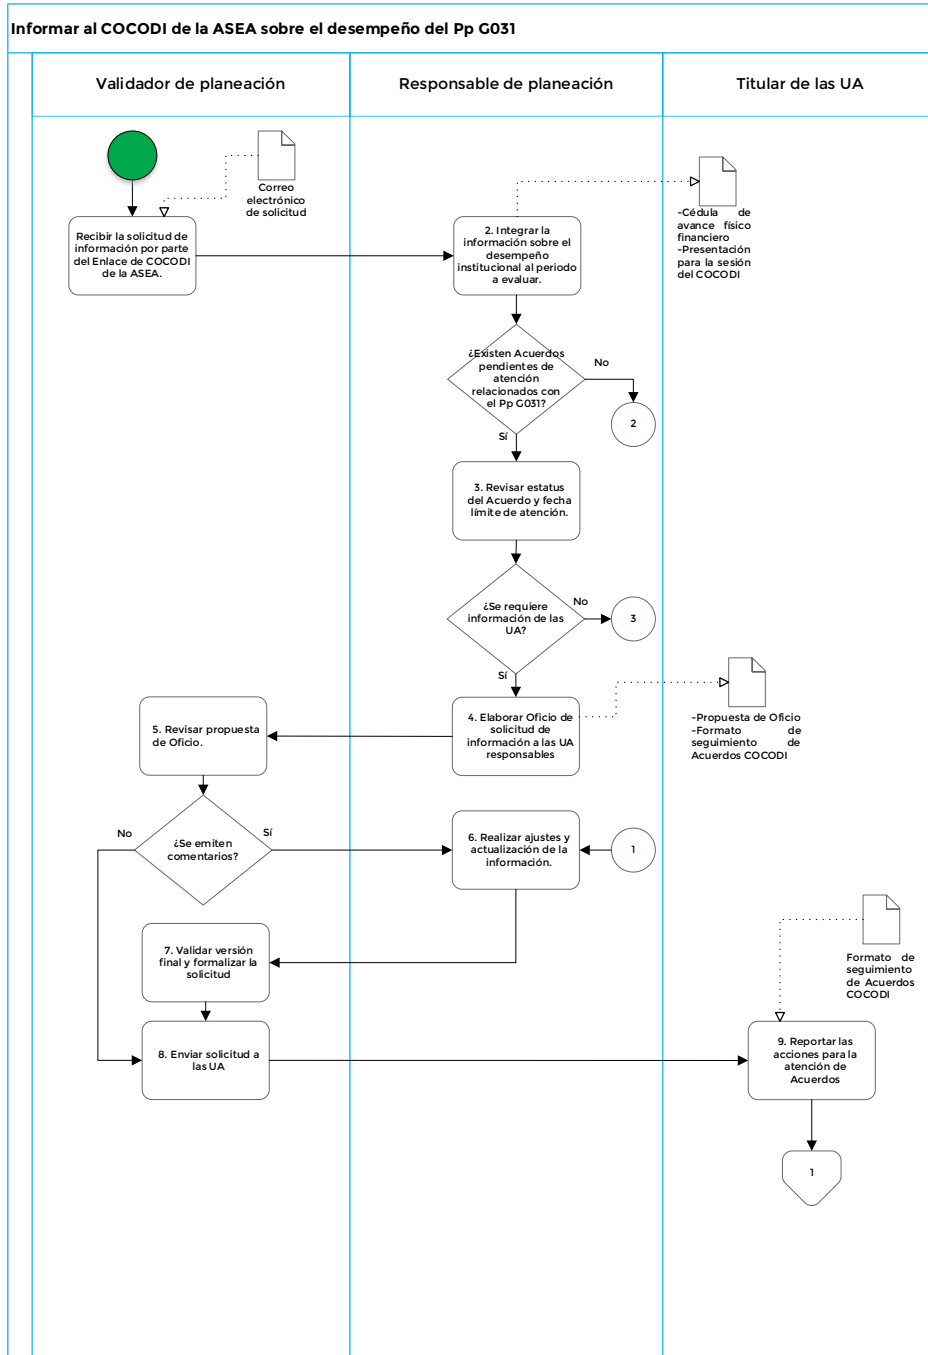 Informar al COCODI de la ASEA sobre el desempeño del Pp G031
Validador de planeación
Responsable de planeación
Titular de las UA
Correo
electrónico
de solicitud
Recibir la solicitud de
información por parte
del Enlace de COCODI
de la ASEA.
2. Integrar la
información sobre el
desempeño
institucional al periodo
a evaluar.
-Cédula de
avance físico
financiero
-Presentación
para la sesión
del COCODI
¿Existen Acuerdos
pendientes de
atención
relacionados con
el Pp G031?
No
2
Sí
3. Revisar estatus
del Acuerdo y fecha
límite de atención.
¿Se requiere
información de las
UA?
No
3
Sí
4. Elaborar Oficio de
solicitud de
información a las UA
responsables
-Propuesta de Oficio
-Formato de
seguimiento de
Acuerdos COCODI
5. Revisar propuesta
de Oficio.
¿Se emiten
comentarios?
No
Sí
6. Realizar ajustes y
actualización de la
información.
1
7. Validar versión
final y formalizar la
solicitud
8. Enviar solicitud a
las UA
Formato de
seguimiento
de Acuerdos
COCODI
9. Reportar las
acciones para la
atención de
Acuerdos
1